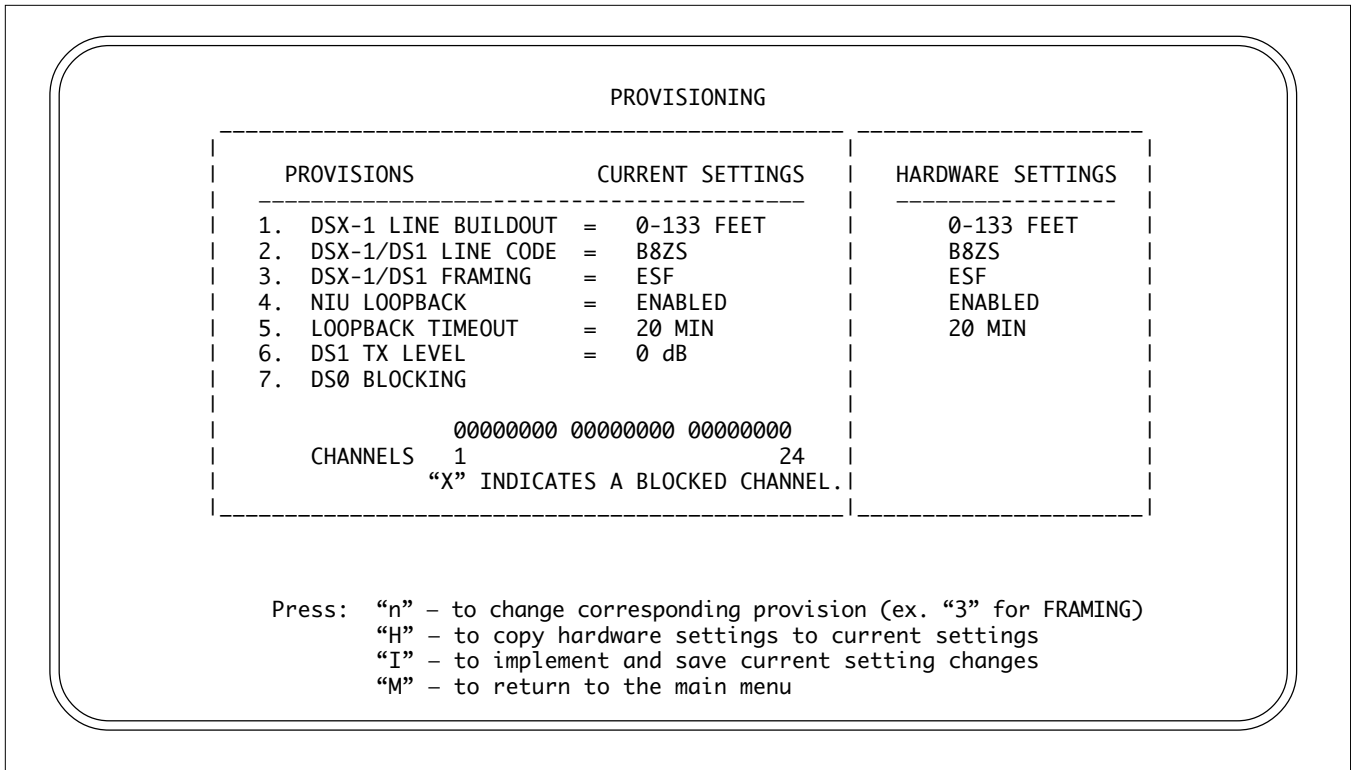 PROVISIONING
PROVISIONS CURRENT SETTINGS HARDWARE SETTINGS
1. DSX-1 LINE BUILDOUT = 0-133 FEET 0-133 FEET
2. DSX-1/DS1 LINE CODE = B8ZS B8ZS
3. DSX-1/DS1 FRAMING = ESF ESF
4. NIU LOOPBACK = ENABLED ENABLED
5. LOOPBACK TIMEOUT = 20 MIN 20 MIN
6. DS1 TX LEVEL = 0 dB
7. DS0 BLOCKING
00000000 00000000 00000000
CHANNELS 1 24
“X” INDICATES A BLOCKED CHANNEL.
Press: “n” – to change corresponding provision (ex. “3” for FRAMING)
“H” – to copy hardware settings to current settings
“I” – to implement and save current setting changes
“M” – to return to the main menu